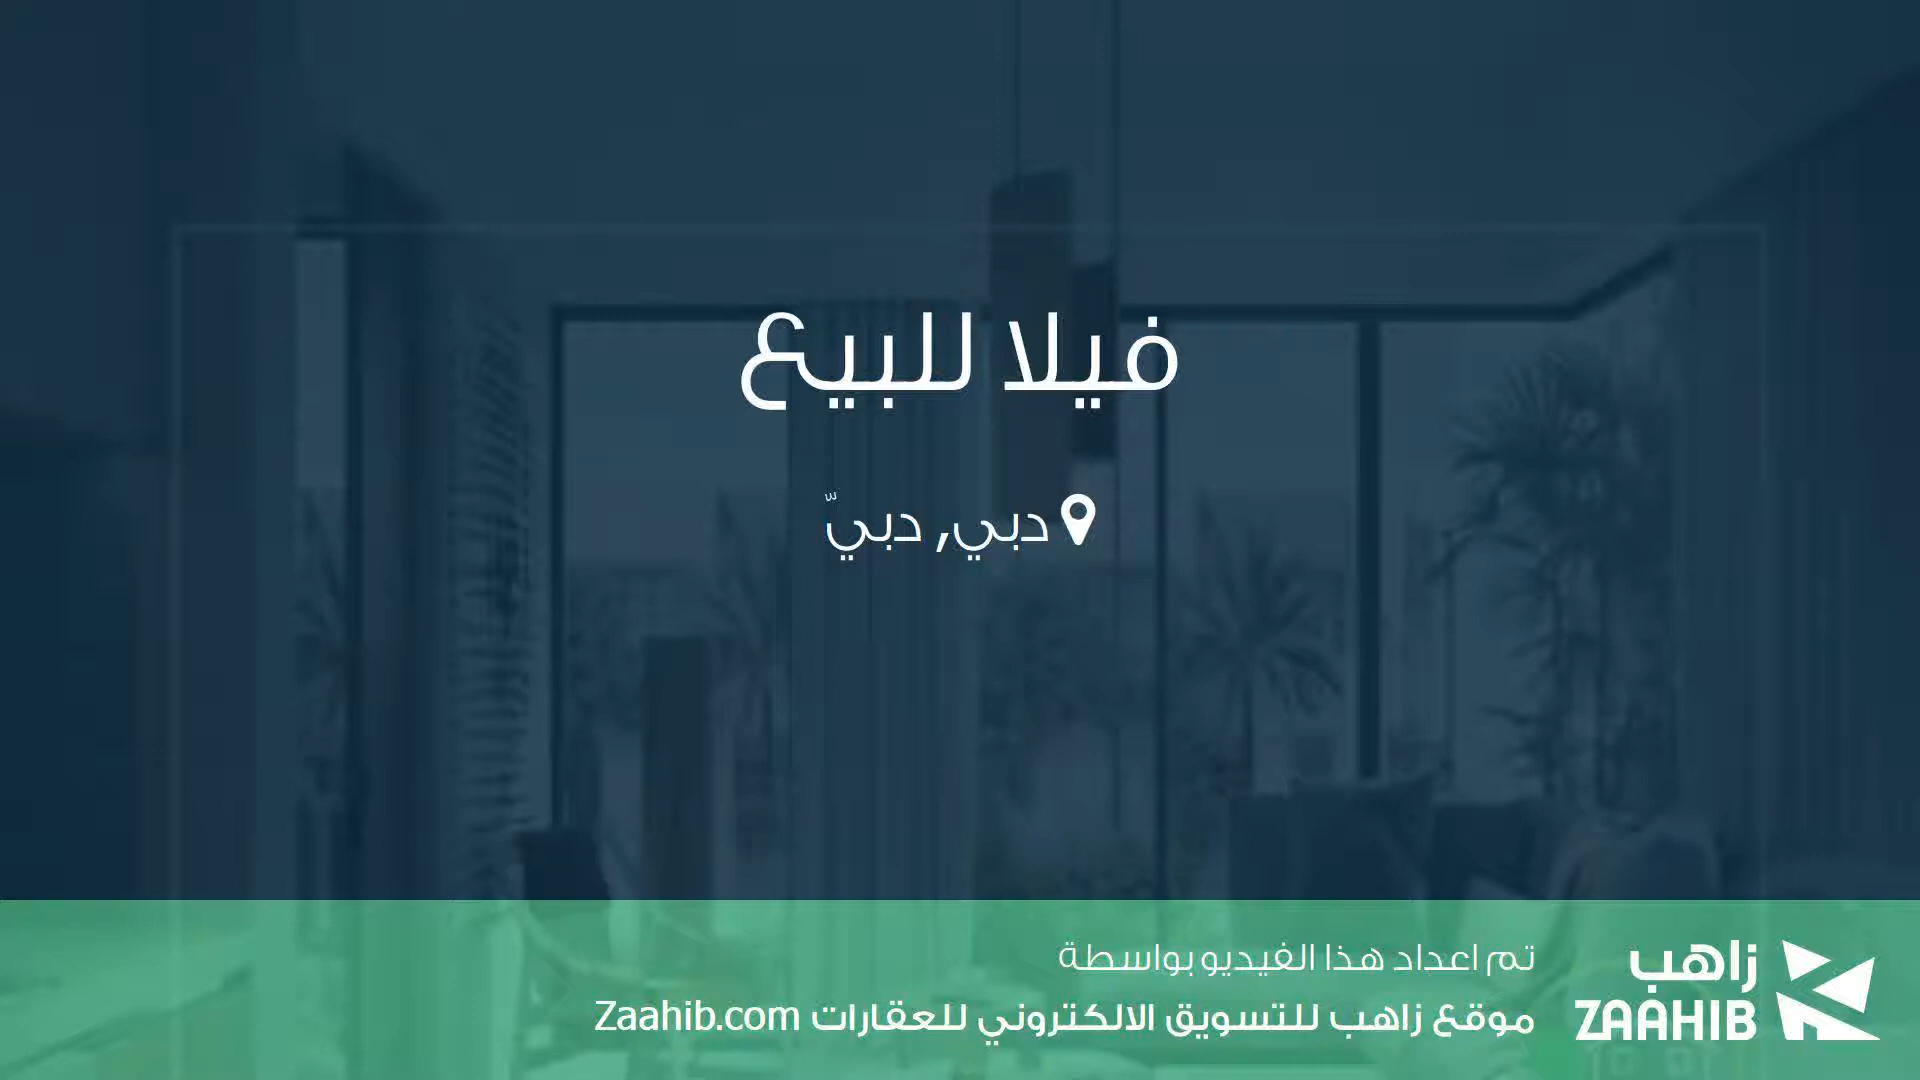 فيلا للبيع
دبي, دبيّ
تم اعداد هذا الفيديو بواسطة
موقع زاهب للتسويق الالكتروني للعقارات Zaahib.com
زاهب
ZAAHIB